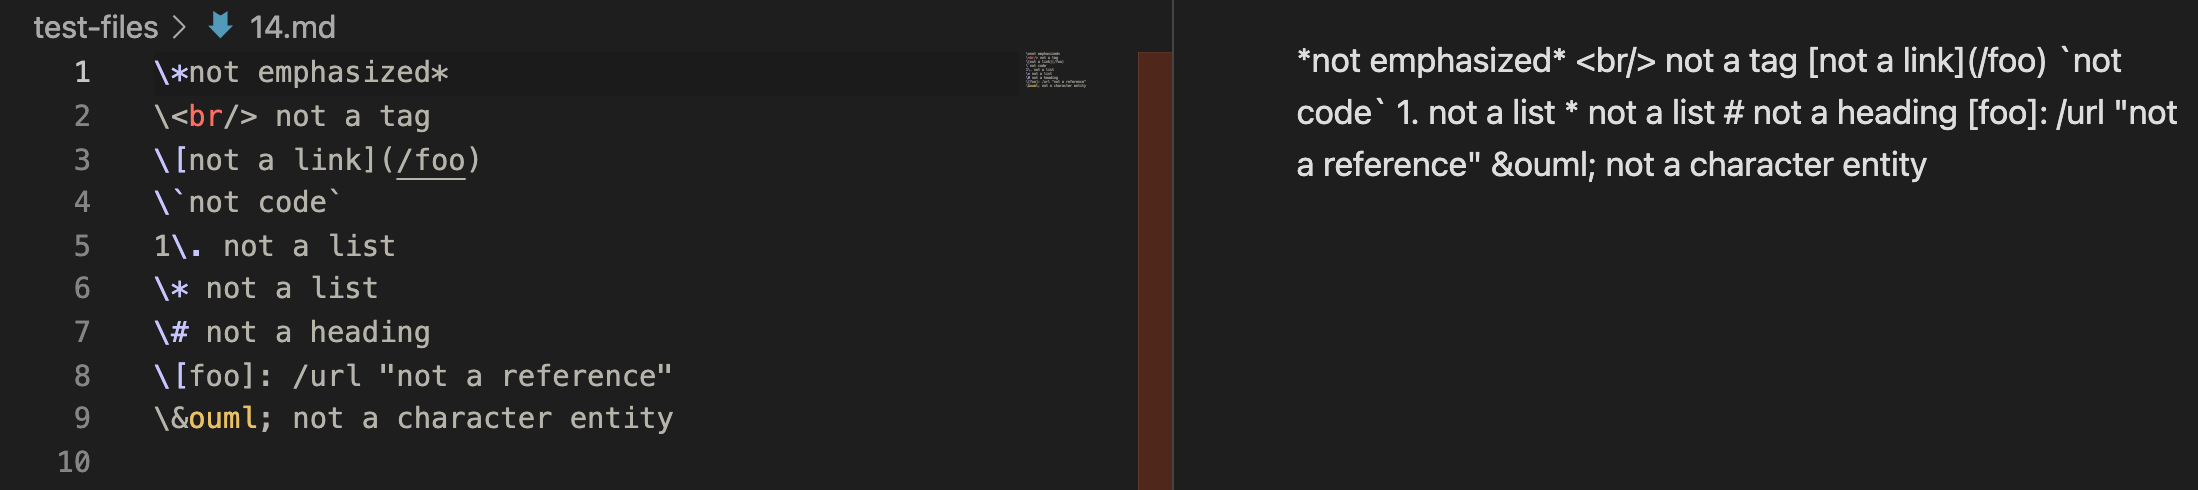 test-files > 14.md
1 \*not emphasized*
2 \<br/> not a tag
3 \[not a link](/foo)
4 \`not code`
5 1\. not a list
6 \* not a list
7 \# not a heading
8 \[foo]: /url "not a reference"
9 \&ouml; not a character entity
10
*not emphasized* <br/> not a tag [not a link](/foo) `not
code` 1. not a list * not a list # not a heading [foo]: /url "not
a reference" &ouml; not a character entity